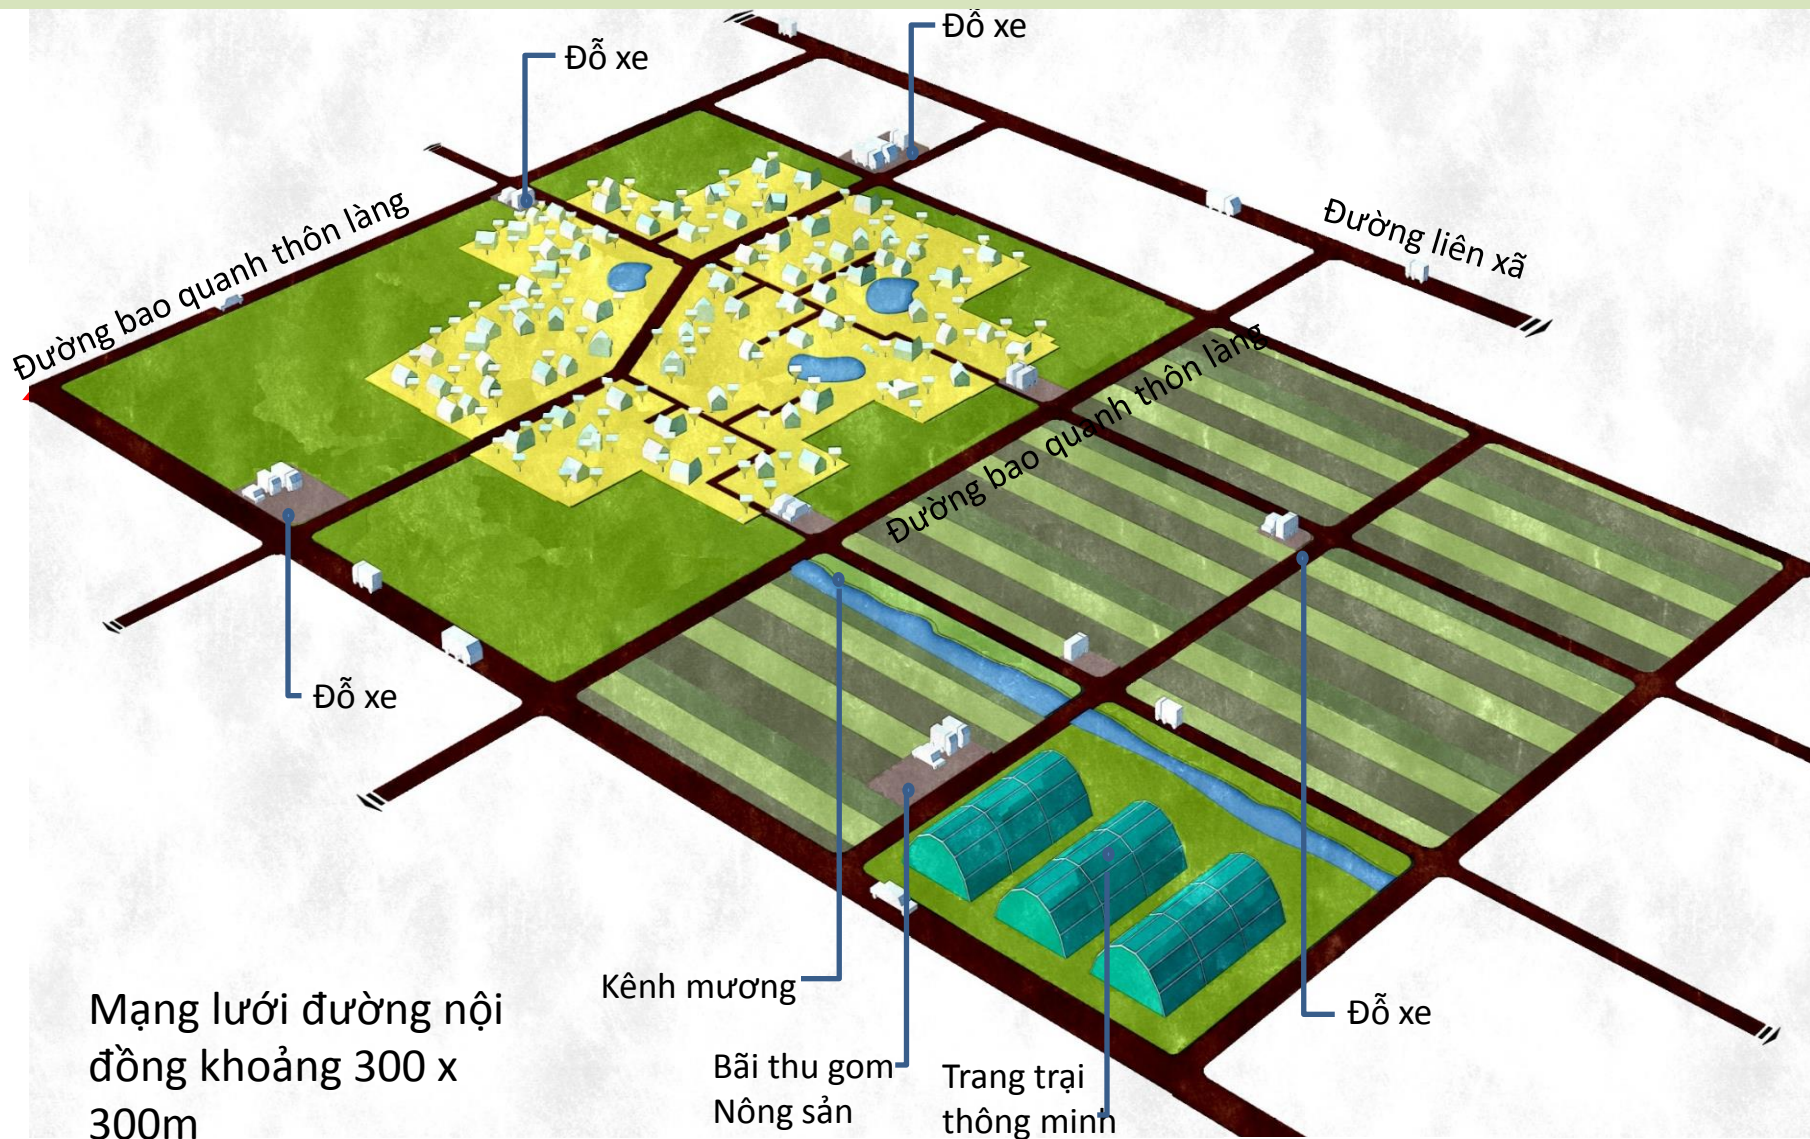 Đỗ xe
Đỗ xe
Đường bao quanh thôn làng
Đường liên xã
Đường bao quanh thôn làng
Đỗ xe
Kênh mương
Đỗ xe
Mạng lưới đường nội
đồng khoảng 300 x
300m
Bãi thu gom
Nông sản
Trang trại
thông minh